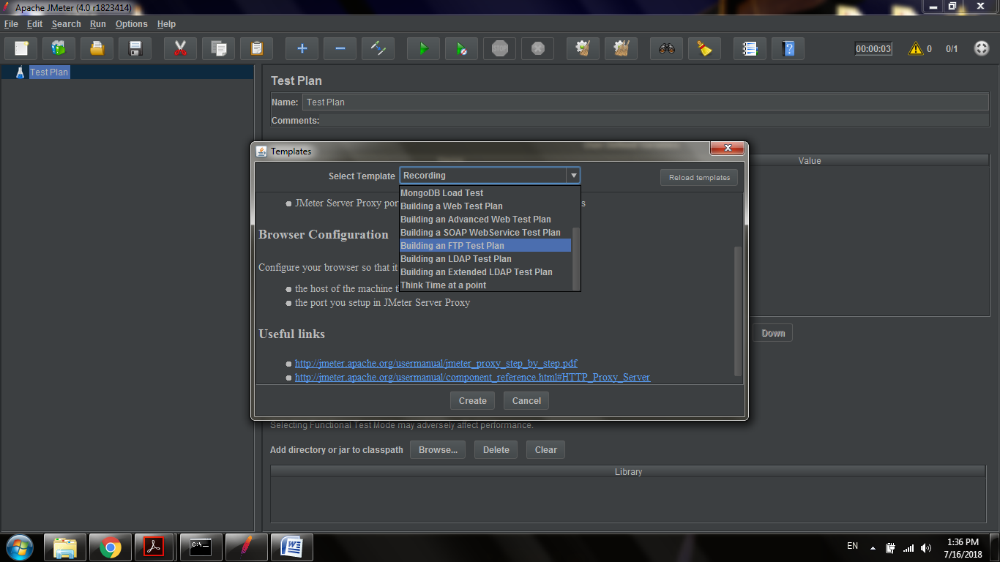 Apache JMeter (4.0 r1823414)
File Edit Search Run Options Help
STOP
00:00:03 0 0/1
Test Plan
Test Plan
Name: Test Plan
Comments:
Value
Templates
Select Template Recording Reload templates
MongoDB Load Test
Building a Web Test Plan
Building an Advanced Web Test Plan
Building a SOAP WebService Test Plan
Building an FTP Test Plan
Building an LDAP Test Plan
Building an Extended LDAP Test Plan
Think Time at a point
JMeter Server Proxy por s
Browser Configuration
Configure your browser so that it
the host of the machine t
the port you setup in JMeter Server Proxy
Useful links
http://jmeter.apache.org/usermanual/jmeter_proxy_step_by_step.pdf
http://jmeter.apache.org/usermanual/component_reference.html#HTTP_Proxy_Server
Create Cancel
Down
Selecting Functional Test Mode may adversely affect performance.
Add directory or jar to classpath Browse... Delete Clear
Library
C:\
W
EN
1:36 PM
7/16/2018